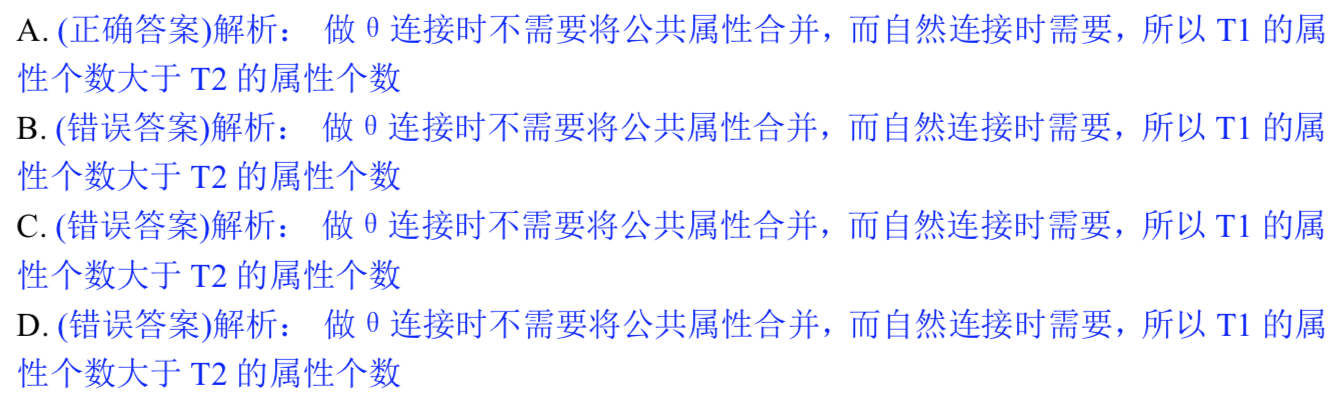 A. (正确答案)解析： 做 θ 连接时不需要将公共属性合并，而自然连接时需要，所以 T1 的属
性个数大于 T2 的属性个数
B. (错误答案)解析： 做 θ 连接时不需要将公共属性合并，而自然连接时需要，所以 T1 的属
性个数大于 T2 的属性个数
C. (错误答案)解析： 做 θ 连接时不需要将公共属性合并，而自然连接时需要，所以 T1 的属
性个数大于 T2 的属性个数
D. (错误答案)解析： 做 θ 连接时不需要将公共属性合并，而自然连接时需要，所以 T1 的属
性个数大于 T2 的属性个数